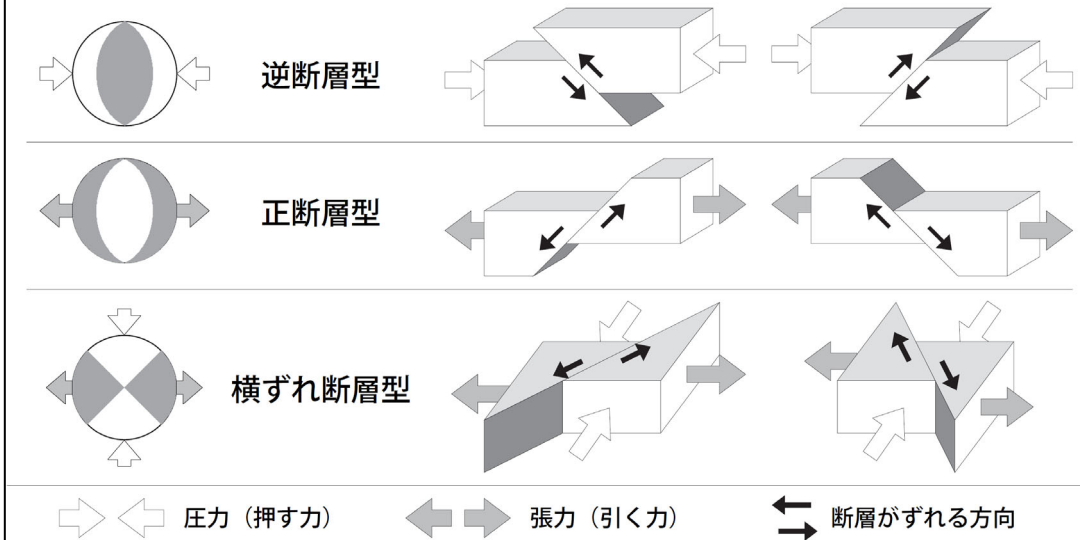 逆断層型
正断層型
横ずれ断層型
圧力（押す力）
張力（引く力）
断層がずれる方向